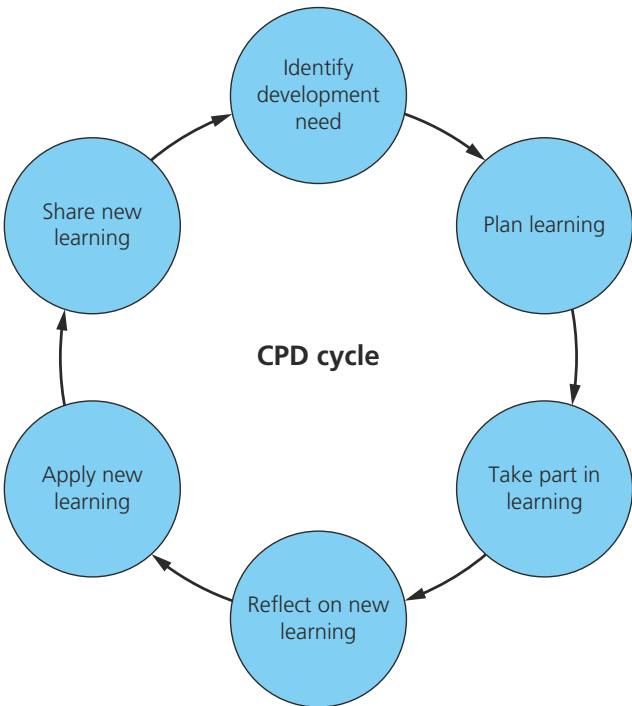 Identify
development
need
Plan learning
Take part in
learning
Reflect on new
learning
Apply new
learning
Share new
learning
CPD cycle